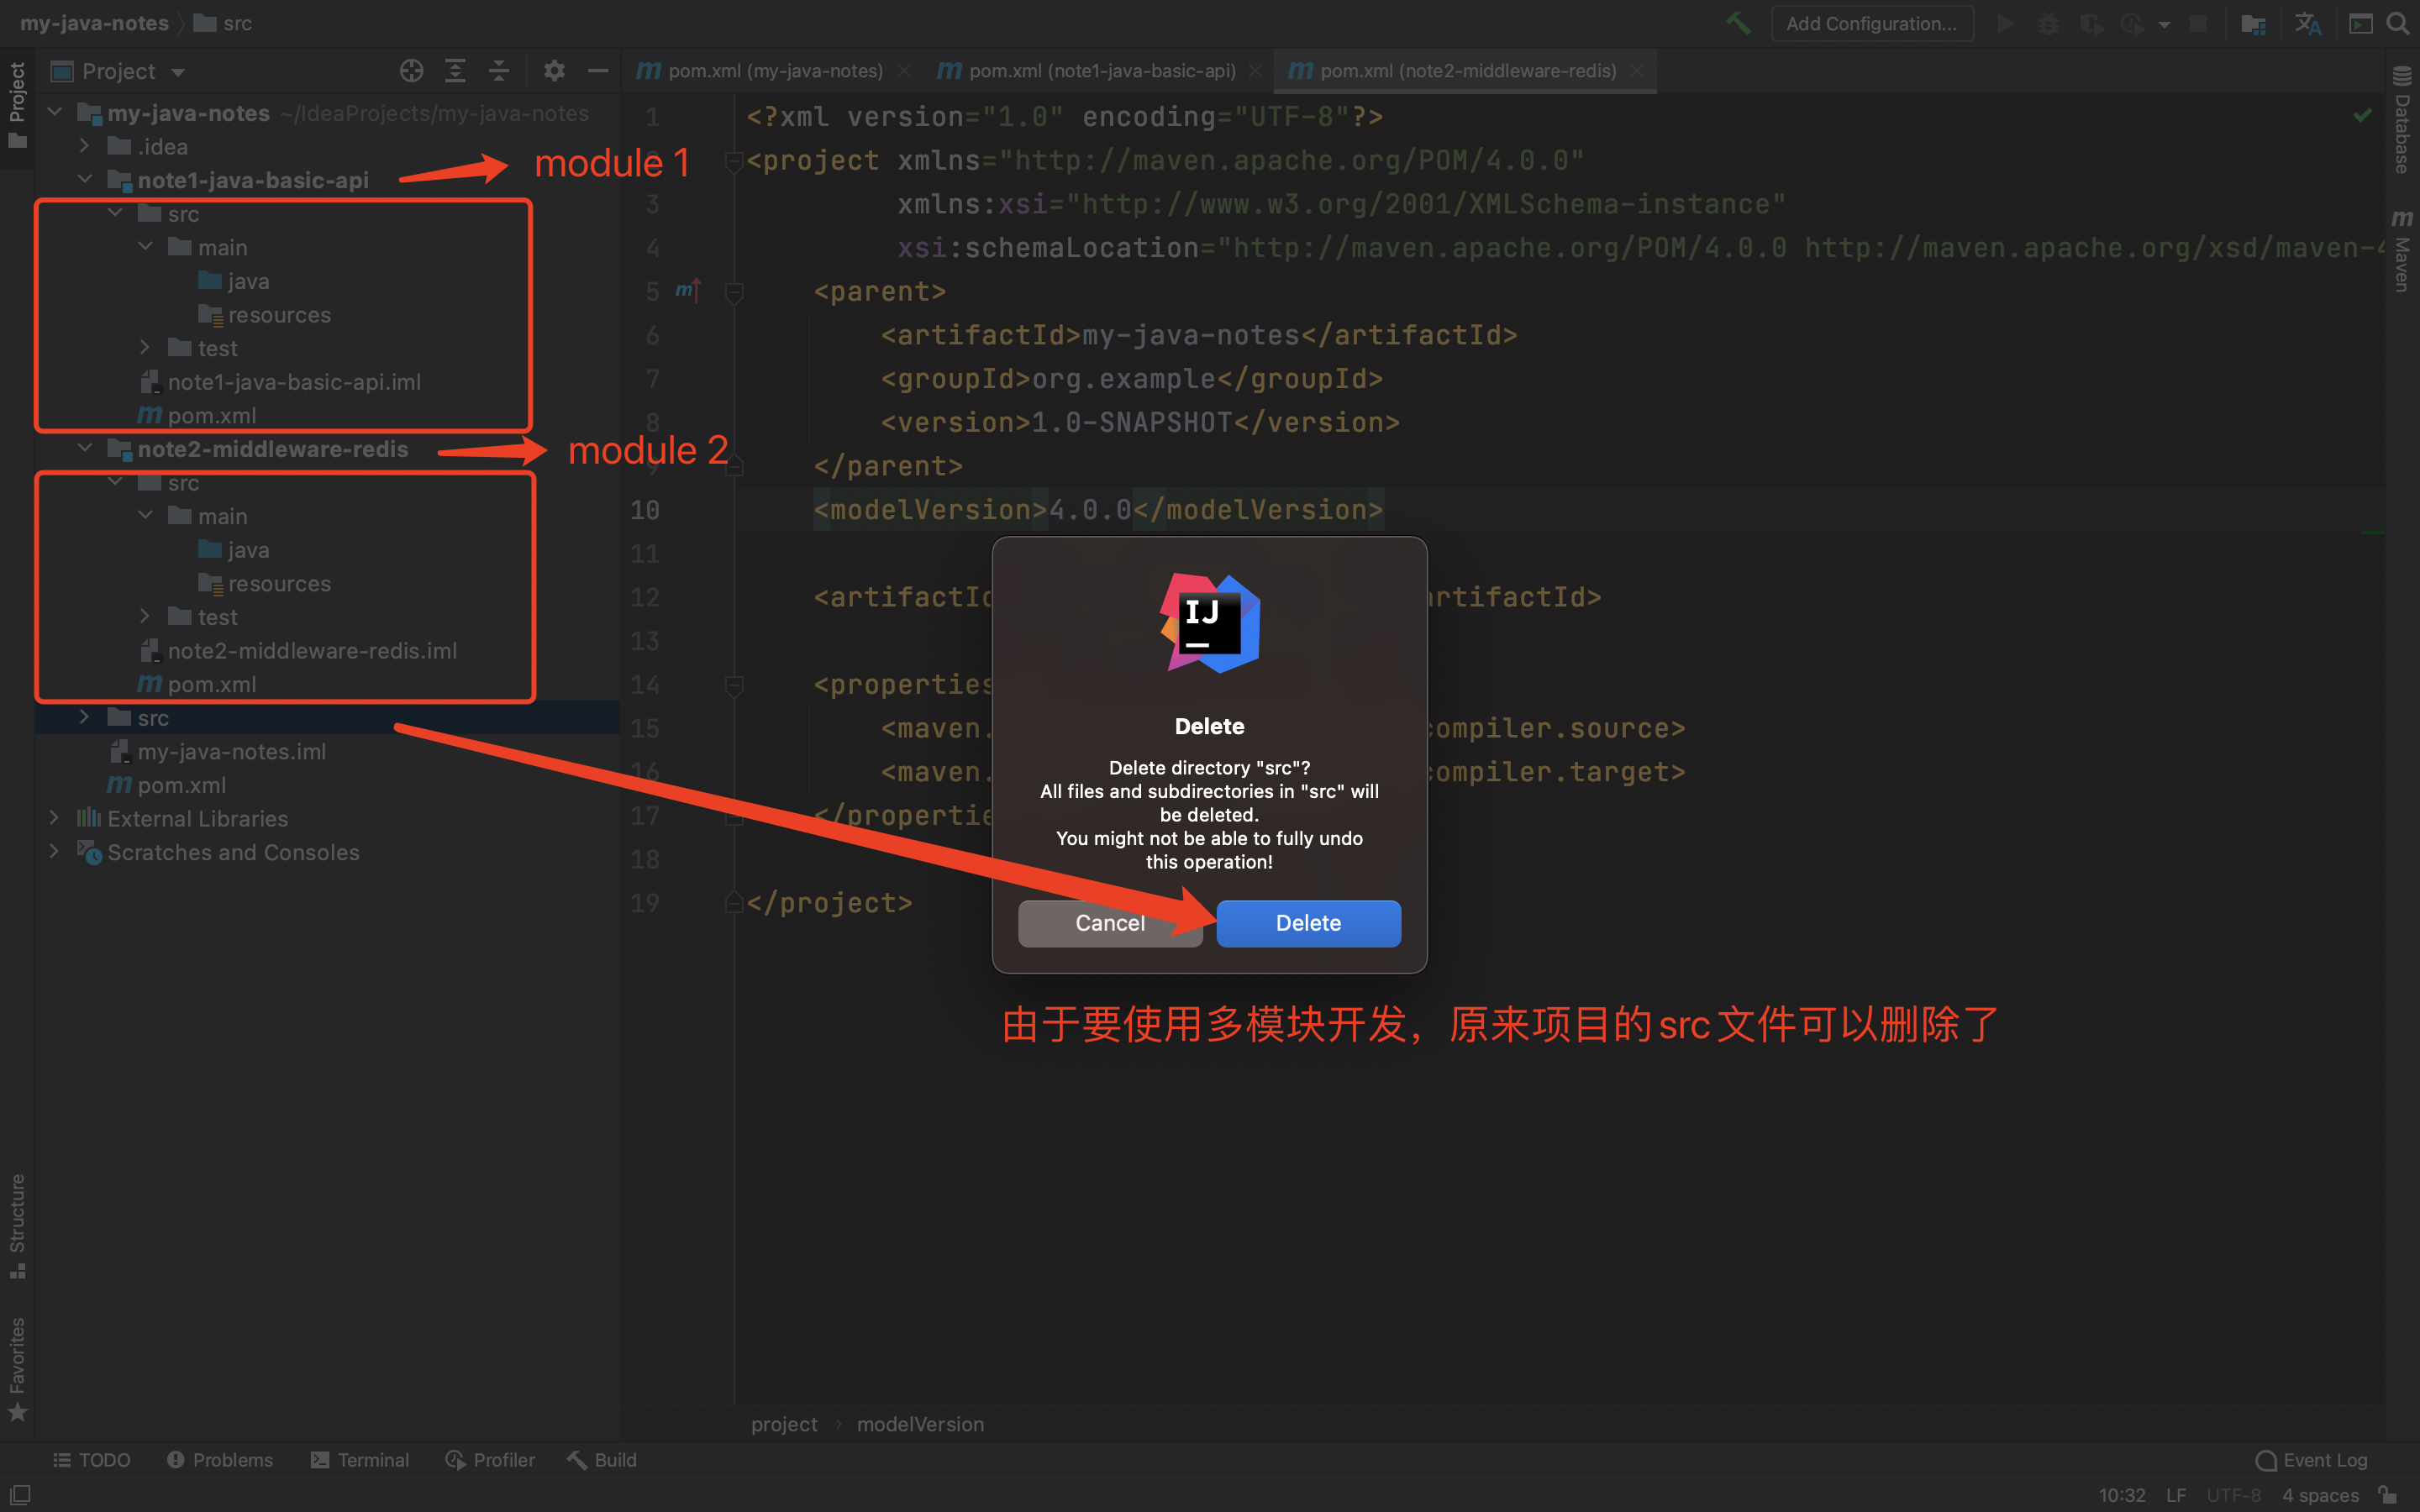 my-java-notes
src
Add Configuration...
Project
Project
my-java-notes ~/IdeaProjects/my-java-notes
.idea
note1-java-basic-api
module 1
src
main
java
resources
test
note1-java-basic-api.iml
pom.xml
note2-middleware-redis
module 2
src
main
java
resources
test
note2-middleware-redis.iml
pom.xml
src
my-java-notes.iml
pom.xml
External Libraries
Scratches and Consoles
Structure
Favorites
pom.xml (my-java-notes)
pom.xml (note1-java-basic-api)
pom.xml (note2-middleware-redis)
1 <?xml version="1.0" encoding="UTF-8"?>
<project xmlns="http://maven.apache.org/POM/4.0.0"
3 xmlns:xsi="http://www.w3.org/2001/XMLSchema-instance"
4 xsi:schemaLocation="http://maven.apache.org/POM/4.0.0 http://maven.apache.org/xsd/maven-4
5 <parent>
6 <artifactId>my-java-notes</artifactId>
7 <groupId>org.example</groupId>
8 <version>1.0-SNAPSHOT</version>
9 </parent>
10 <modelVersion>4.0.0</modelVersion>
11
12 <artifactId rtifactId>
13
14 <properties
15 <maven. compiler.source>
16 <maven. compiler.target>
17 </properti
18
19 </project>
IJ
Delete
Delete directory "src"?
All files and subdirectories in "src" will
be deleted.
You might not be able to fully undo
this operation!
Cancel
Delete
由于要使用多模块开发，原来项目的src文件可以删除了
Database
Maven
project
modelVersion
TODO
Problems
Terminal
Profiler
Build
Event Log
10:32
LF
UTF-8
4 spaces